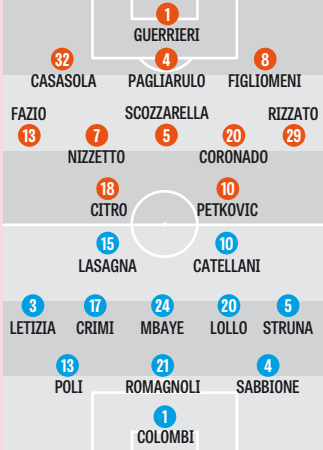 1
GUERRIERI
32 4 8
CASASOLA PAGLIARULO FIGLIOMENI
FAZIO SCOZZARELLA RIZZATO
13 7 5 20 29
NIZZETTO CORONADO
18 10
CITRO PETKOVIC
15 10
LASAGNA CATELLANI
3 17 24 20 5
LETIZIA CRIMI MBAYE LOLLO STRUNA
13 21 4
POLI ROMAGNOLI SABBIONE
1
COLOMBI